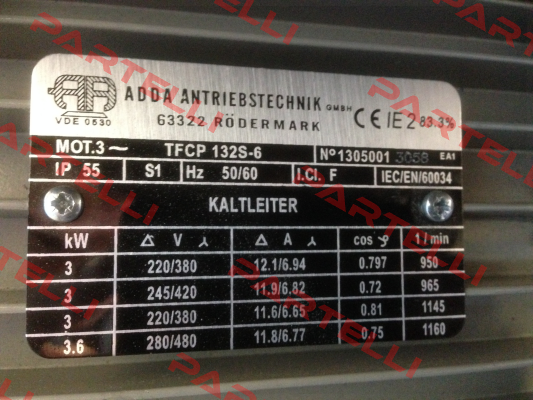 ADDA ANTRIEBSTECHNIK GMBH
VDE 0530 63322 RÖDERMARK CE IE2 83.3%
MOT.3~ TFCP 132S-6 Nº1305001 3058 EA1
IP 55 S1 Hz 50/60 I.Cl. F IEC/EN/60034
KALTLEITER
kW Δ V ⅄ Δ A ⅄ cos φ 1/min
3 220/380 12.1/6.94 0.797 950
3 245/420 11.9/6.82 0.72 965
3 220/380 11.6/6.65 0.81 1145
3.6 280/480 11.8/6.77 0.75 1160
PARTELLI
PARTELLI
PARTELLI
PARTELLI
PARTELLI